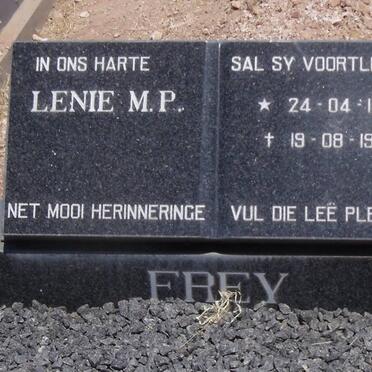 IN ONS HARTE
LENIE M.P.
NET MOOI HERINNERINGE
SAL SY VOORTL
★ 24-04-1
✝ 19-08-19
VUL DIE LEË PLE
FREY